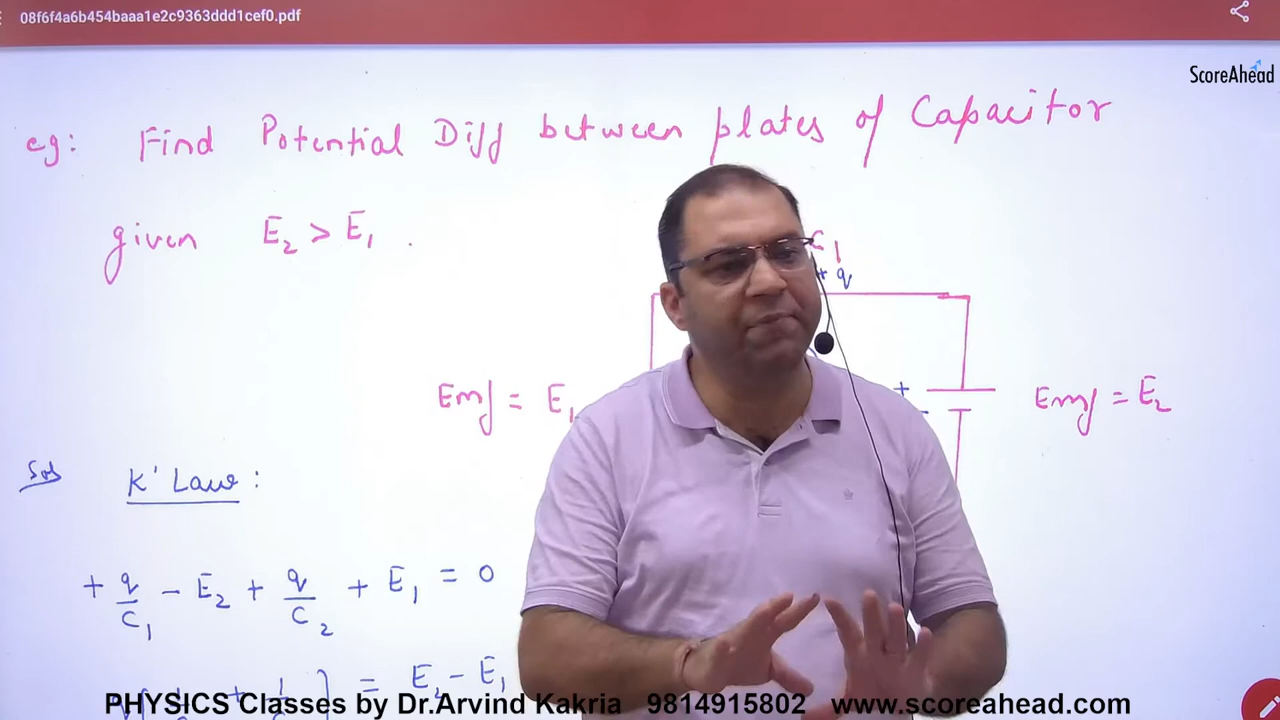 08f6f4a6b454baaa1e2c9363ddd1cef0.pdf
ScoreAhead
eg: Find Potential Diff between plates of Capacitor
given E₂ > E₁ .
C₁
+ q
Emf = E₁
+
-
Emf = E₂
Sol K' Law :
+ q/C₁ - E₂ + q/C₂ + E₁ = 0
= E₂ - E₁
PHYSICS Classes by Dr.Arvind Kakria 9814915802 www.scoreahead.com